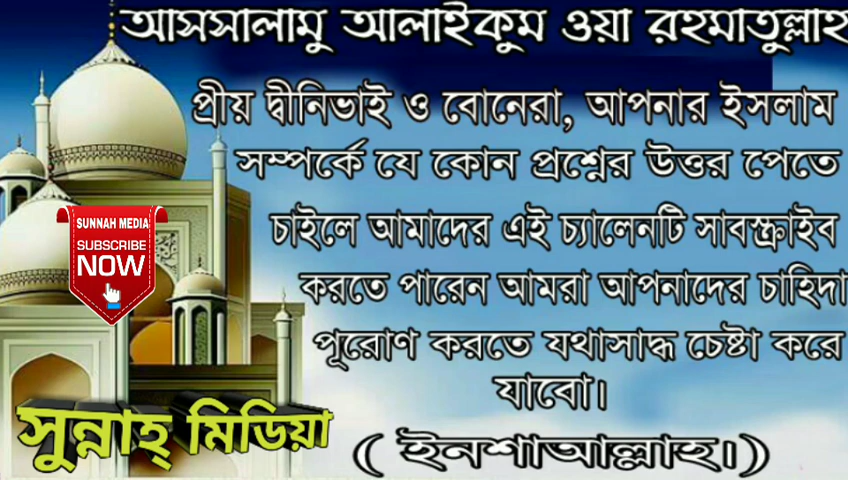 আসসালামু আলাইকুম ওয়া রহমাতুল্লাহ
প্রীয় দ্বীনিভাই ও বোনেরা, আপনার ইসলাম
সম্পর্কে যে কোন প্রশ্নের উত্তর পেতে
চাইলে আমাদের এই চ্যালেনটি সাবস্ক্রাইব
করতে পারেন আমরা আপনাদের চাহিদা
পূরোণ করতে যথাসাদ্ধ চেষ্টা করে
যাবো।
( ইনশাআল্লাহ।)
SUNNAH MEDIA
SUBSCRIBE
NOW
সুন্নাহ্ মিডিয়া